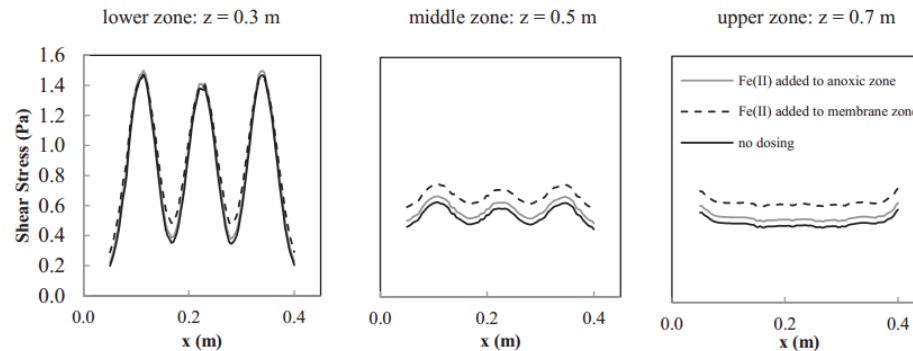 lower zone: z = 0.3 m
middle zone: z = 0.5 m
upper zone: z = 0.7 m
Shear Stress (Pa)
1.6
1.4
1.2
1.0
0.8
0.6
0.4
0.2
0.0
Fe(II) added to anoxic zone
Fe(II) added to membrane zone
no dosing
0.0 0.2 0.4
0.0 0.2 0.4
0.0 0.2 0.4
x (m)
x (m)
x (m)